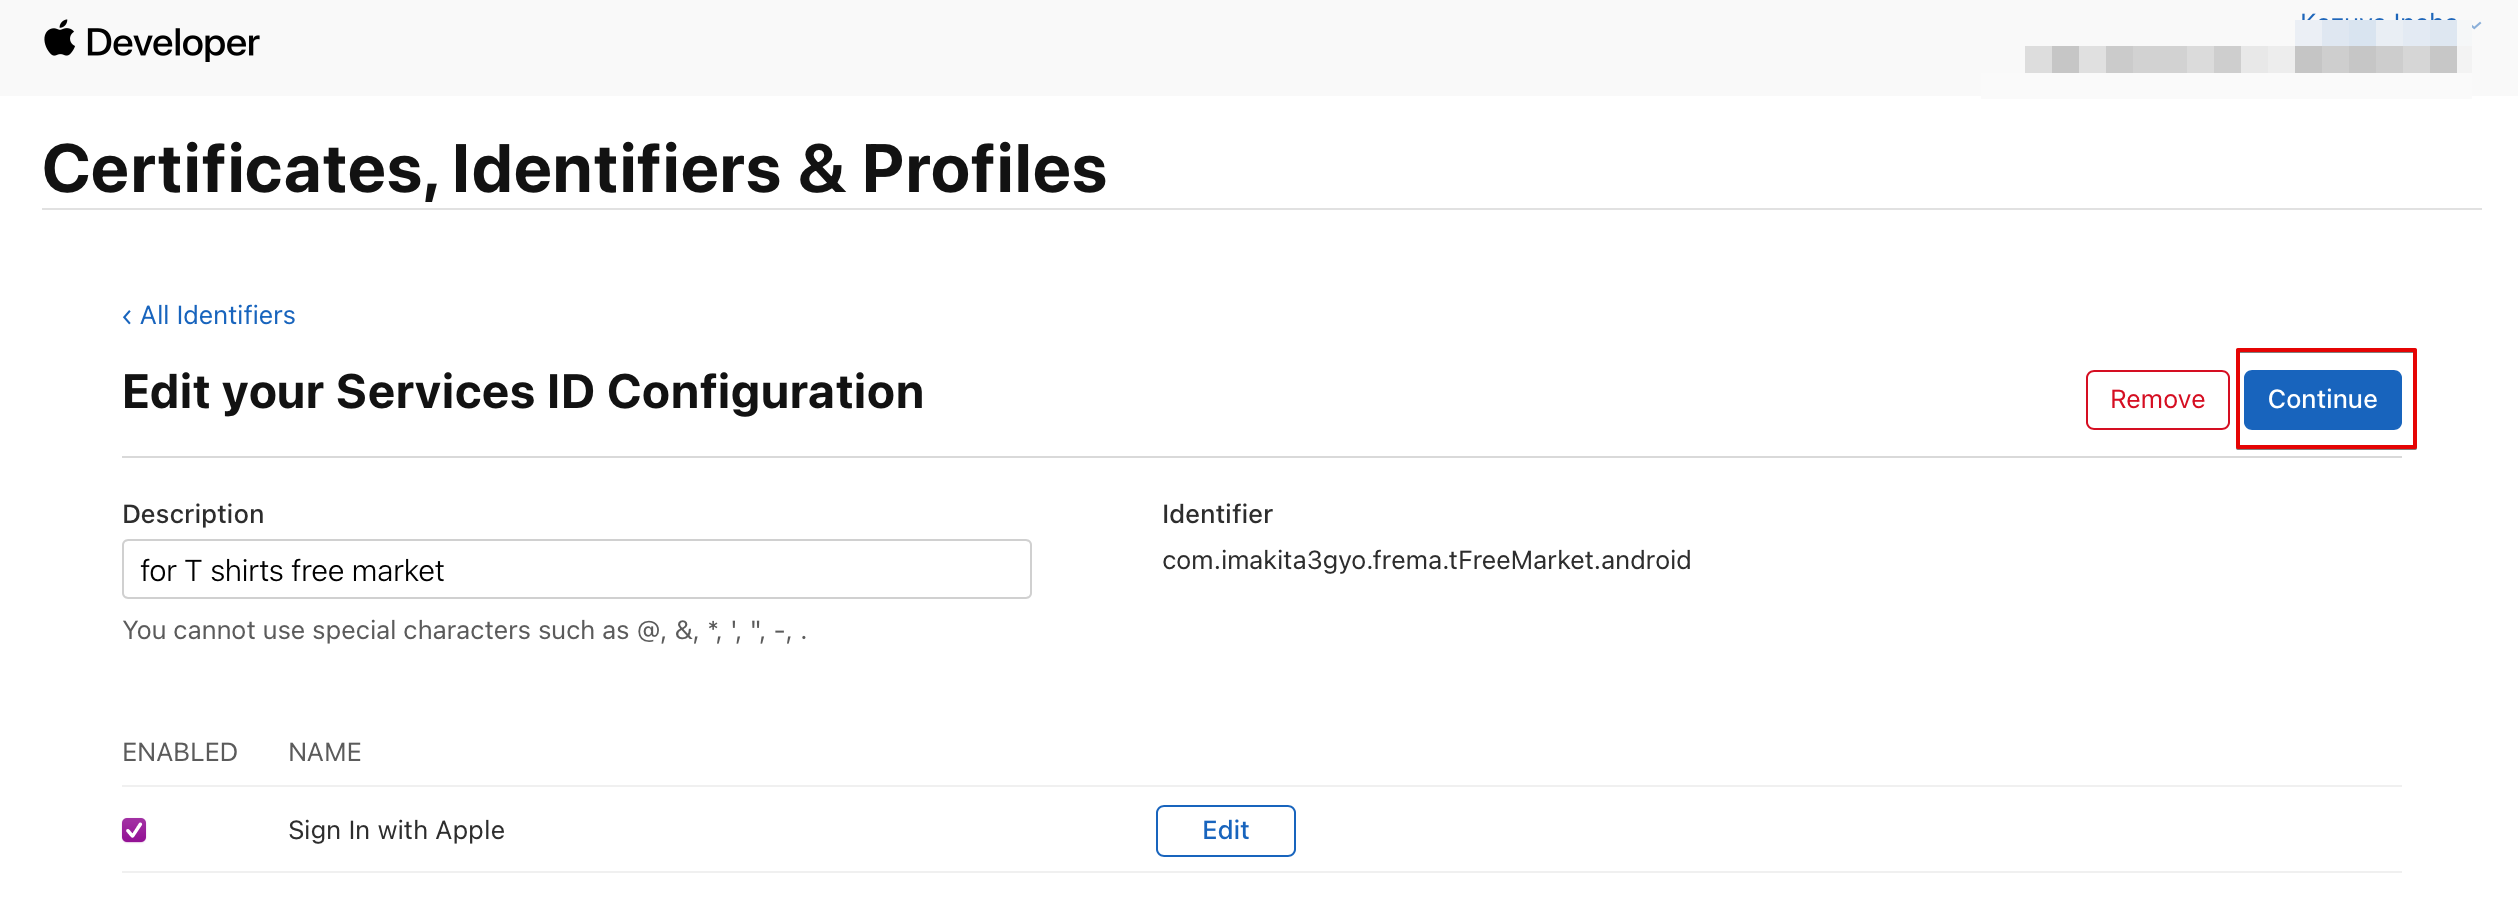 Developer
Certificates, Identifiers & Profiles
‹ All Identifiers
Edit your Services ID Configuration
Remove
Continue
Description
Identifier
for T shirts free market
com.imakita3gyo.frema.tFreeMarket.android
You cannot use special characters such as @, &, *, ', ", -, .
ENABLED NAME
Sign In with Apple
Edit